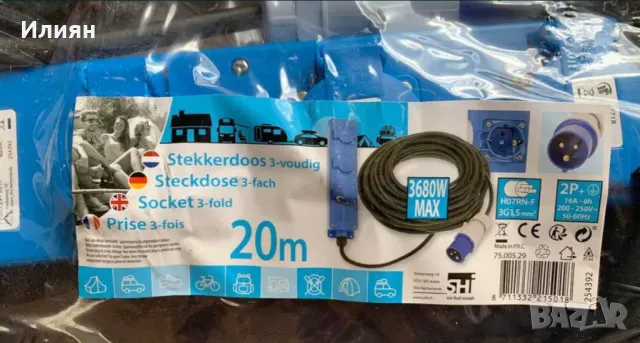 Илиян
Stekkerdoos 3-voudig
Steckdose 3-fach
Socket 3-fold
Prise 3-fois
20m
3680W
MAX
H07RN-F
3G1,5mm²
2P+
16A - 6h
200 - 250V~
50-60Hz
Made in P.R.C.
75.005.29
SHI
8 711332 215018
254392
bazar